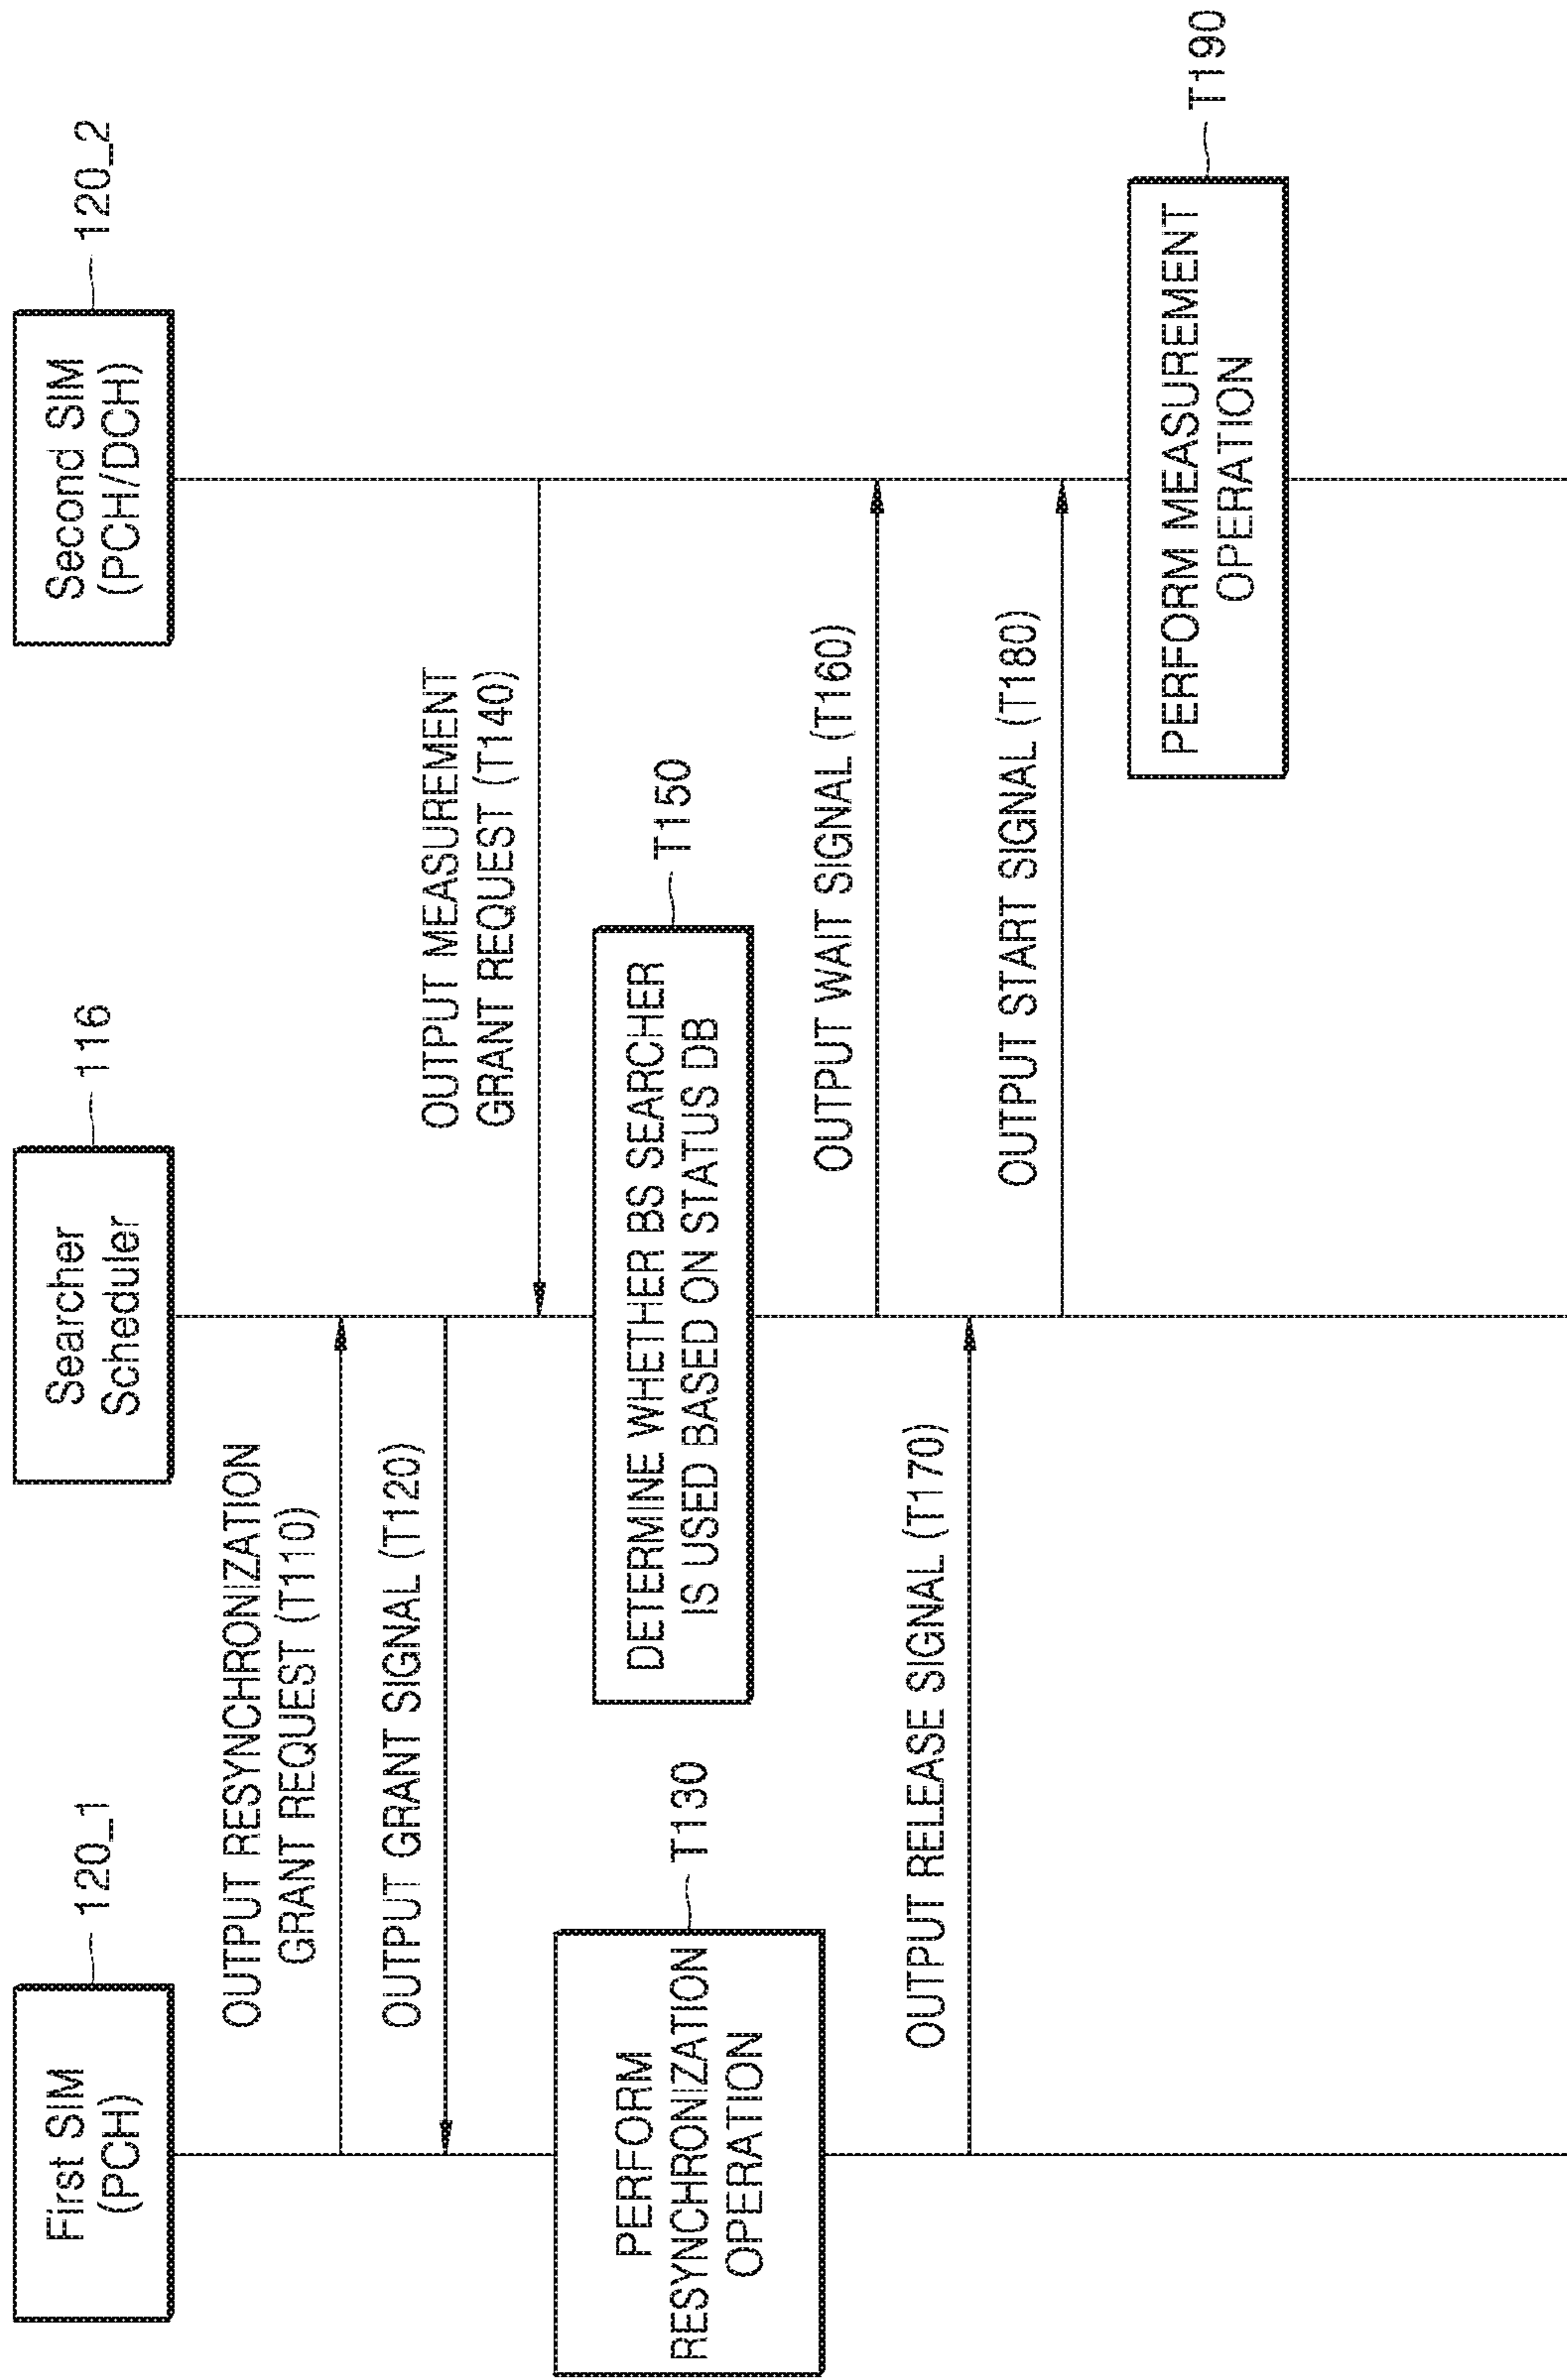 First SIM
(PCH)
120_1
Searcher
Scheduler
116
Second SIM
(PCH/DCH)
120_2
OUTPUT RESYNCHRONIZATION
GRANT REQUEST (T110)
OUTPUT GRANT SIGNAL (T120)
PERFORM
RESYNCHRONIZATION
OPERATION
T130
OUTPUT MEASUREMENT
GRANT REQUEST (T140)
DETERMINE WHETHER BS SEARCHER
IS USED BASED ON STATUS DB
T150
OUTPUT WAIT SIGNAL (T160)
OUTPUT RELEASE SIGNAL (T170)
OUTPUT START SIGNAL (T180)
PERFORM MEASUREMENT
OPERATION
T190